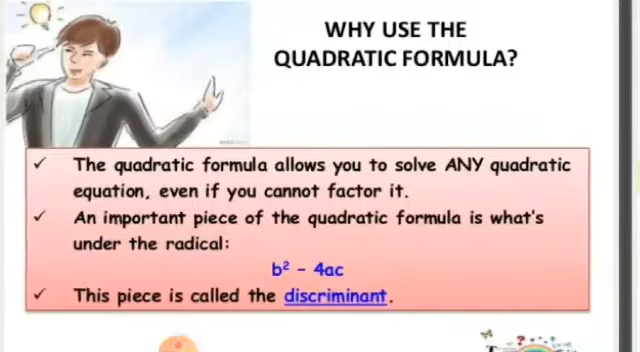 WHY USE THE
QUADRATIC FORMULA?
✓ The quadratic formula allows you to solve ANY quadratic
equation, even if you cannot factor it.
✓ An important piece of the quadratic formula is what's
under the radical:
b² – 4ac
✓ This piece is called the discriminant.